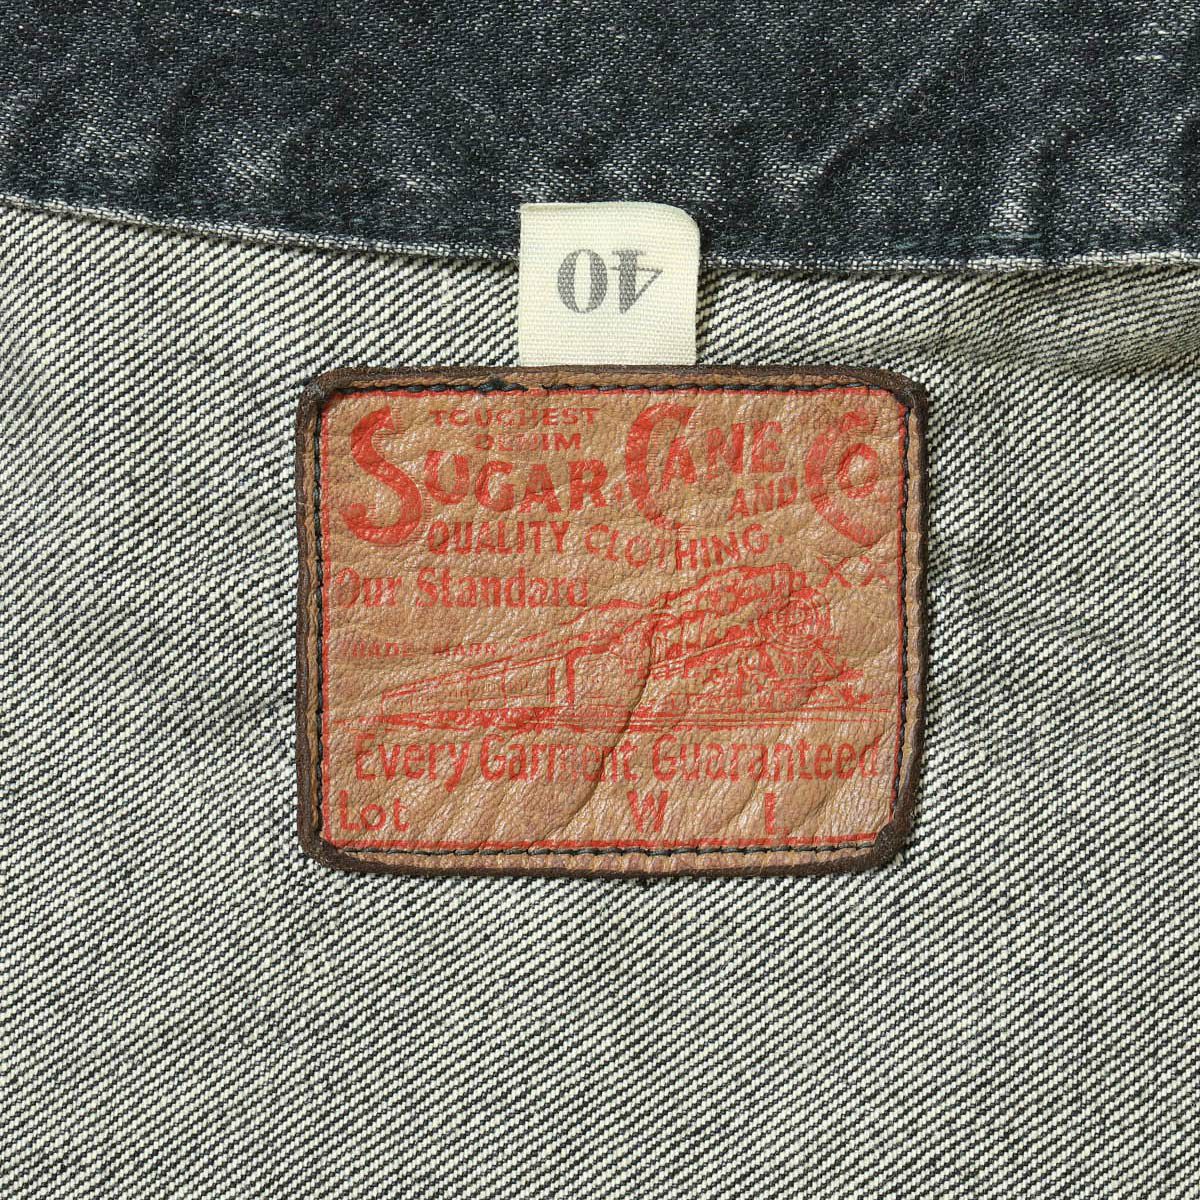 40
TOUGHEST
DENIM
SUGAR CANE CO
AND
QUALITY CLOTHING.
Our Standard
XX
TRADE MARK
Every Garment Guaranteed
Lot W L